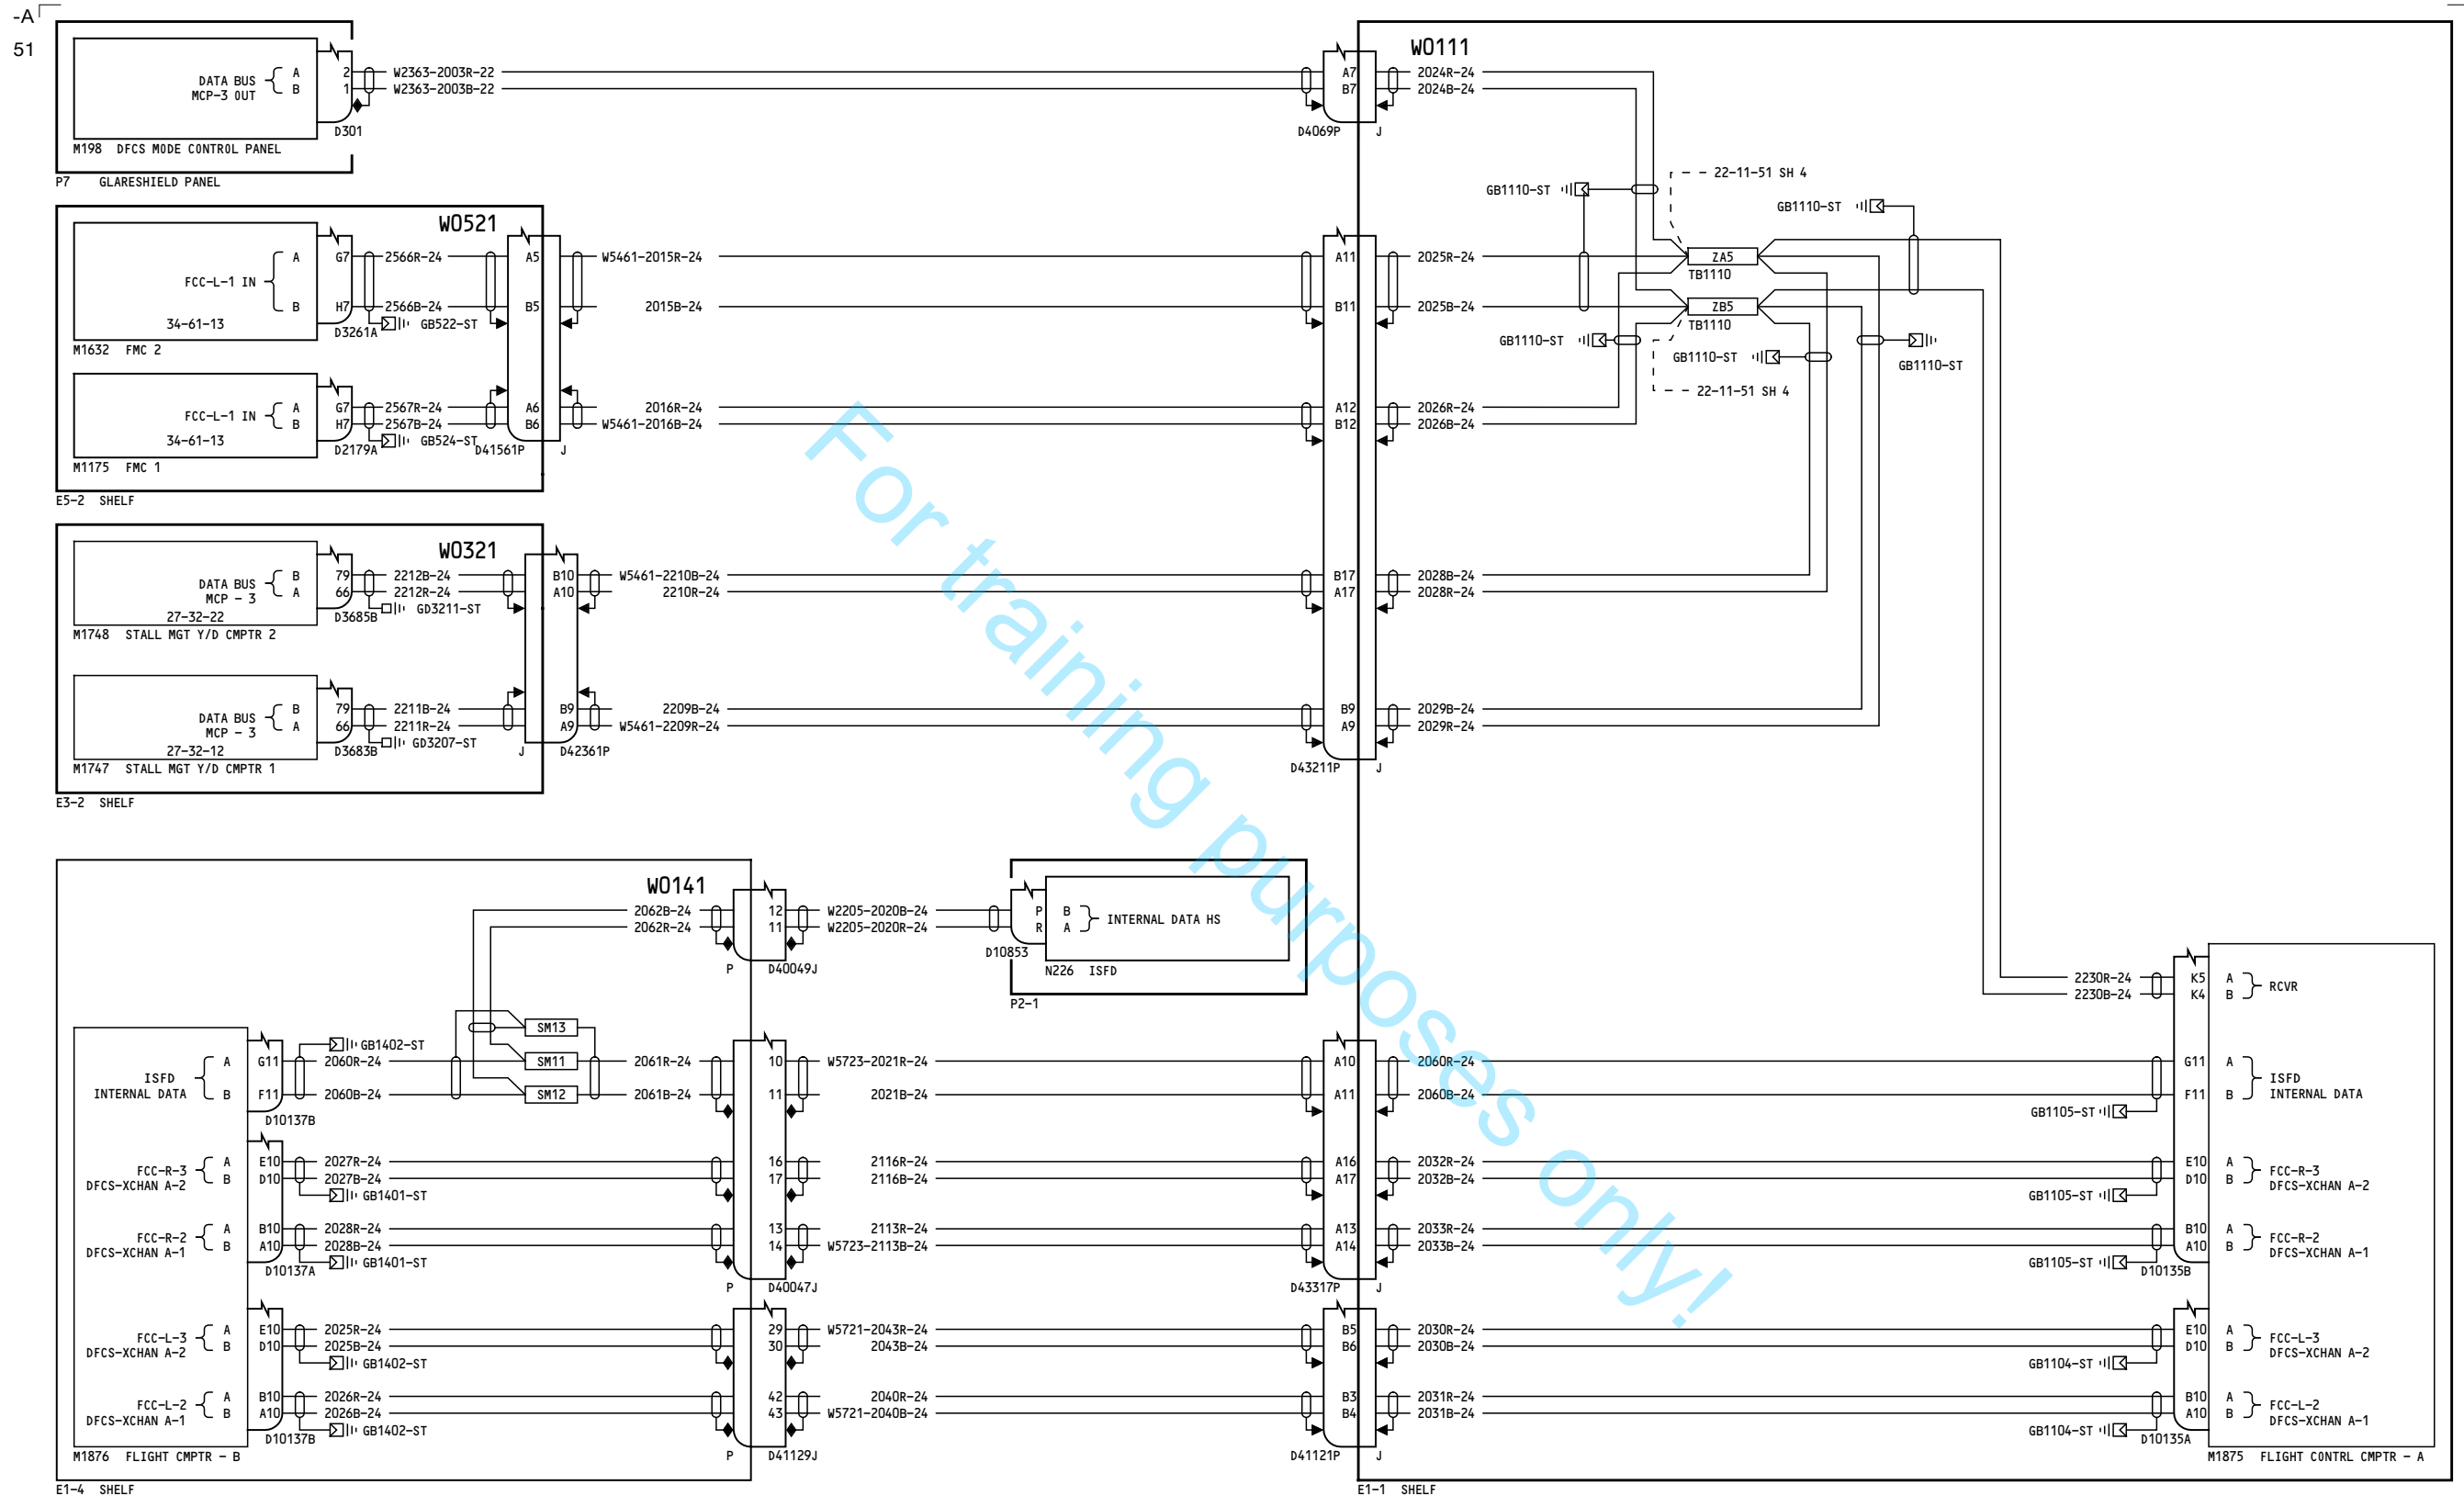 -A
51
DATA BUS
MCP-3 OUT
A
B
2
1
W2363-2003R-22
W2363-2003B-22
D301
M198 DFCS MODE CONTROL PANEL
P7 GLARESHIELD PANEL
A7
B7
D4069P
J
W0111
2024R-24
2024B-24
GB1110-ST
22-11-51 SH 4
GB1110-ST
ZA5
TB1110
ZB5
TB1110
GB1110-ST
GB1110-ST
GB1110-ST
22-11-51 SH 4
W0521
FCC-L-1 IN
A
B
34-61-13
G7
H7
2566R-24
2566B-24
D3261A
GB522-ST
M1632 FMC 2
A5
B5
W5461-2015R-24
2015B-24
A11
B11
2025R-24
2025B-24
FCC-L-1 IN
A
B
34-61-13
G7
H7
2567R-24
2567B-24
D2179A
GB524-ST
M1175 FMC 1
A6
B6
D41561P
J
2016R-24
W5461-2016B-24
A12
B12
2026R-24
2026B-24
E5-2 SHELF
W0321
DATA BUS
MCP - 3
B
A
27-32-22
79
66
2212B-24
2212R-24
D3685B
GD3211-ST
M1748 STALL MGT Y/D CMPTR 2
B10
A10
W5461-2210B-24
2210R-24
B17
A17
2028B-24
2028R-24
DATA BUS
MCP - 3
B
A
27-32-12
79
66
2211B-24
2211R-24
D3683B
GD3207-ST
M1747 STALL MGT Y/D CMPTR 1
J
B9
A9
D42361P
2209B-24
W5461-2209R-24
B9
A9
D43211P
J
2029B-24
2029R-24
E3-2 SHELF
W0141
2062B-24
2062R-24
12
11
P
D40049J
W2205-2020B-24
W2205-2020R-24
P
R
B
A
INTERNAL DATA HS
D10853
N226 ISFD
P2-1
2230R-24
2230B-24
K5
K4
A
B
RCVR
SM13
SM11
SM12
ISFD
INTERNAL DATA
A
B
G11
F11
GB1402-ST
2060R-24
2060B-24
D10137B
2061R-24
2061B-24
10
11
W5723-2021R-24
2021B-24
A10
A11
2060R-24
2060B-24
GB1105-ST
G11
F11
A
B
ISFD
INTERNAL DATA
FCC-R-3
DFCS-XCHAN A-2
A
B
E10
D10
2027R-24
2027B-24
GB1401-ST
16
17
2116R-24
2116B-24
A16
A17
2032R-24
2032B-24
GB1105-ST
E10
D10
A
B
FCC-R-3
DFCS-XCHAN A-2
FCC-R-2
DFCS-XCHAN A-1
A
B
B10
A10
2028R-24
2028B-24
D10137A
GB1401-ST
13
14
P
D40047J
2113R-24
W5723-2113B-24
A13
A14
D43317P
J
2033R-24
2033B-24
GB1105-ST
B10
A10
D10135B
A
B
FCC-R-2
DFCS-XCHAN A-1
FCC-L-3
DFCS-XCHAN A-2
A
B
E10
D10
2025R-24
2025B-24
GB1402-ST
29
30
W5721-2043R-24
2043B-24
B5
B6
2030R-24
2030B-24
GB1104-ST
E10
D10
A
B
FCC-L-3
DFCS-XCHAN A-2
FCC-L-2
DFCS-XCHAN A-1
A
B
B10
A10
2026R-24
2026B-24
D10137B
GB1402-ST
42
43
P
D41129J
2040R-24
W5721-2040B-24
B3
B4
D41121P
J
2031R-24
2031B-24
GB1104-ST
B10
A10
D10135A
A
B
FCC-L-2
DFCS-XCHAN A-1
M1876 FLIGHT CMPTR - B
M1875 FLIGHT CONTRL CMPTR - A
E1-4 SHELF
E1-1 SHELF
For training purposes only!